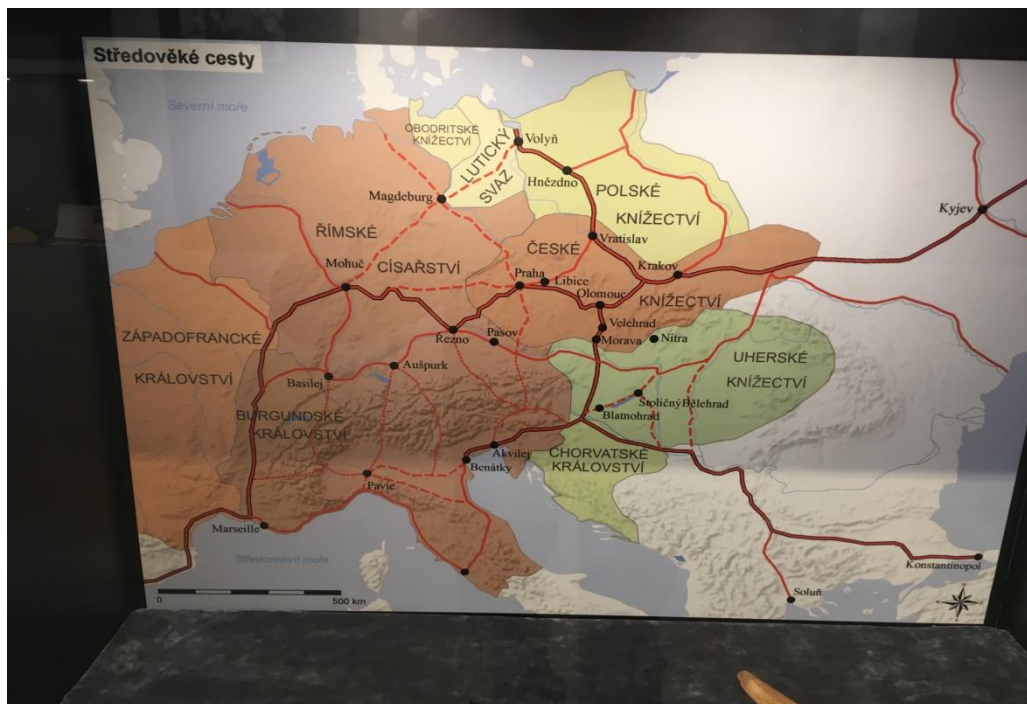 Středověké cesty
Severní moře
OBODRITSKÉ
KNÍŽECTVÍ
LUTICKÝ
SVAZ
Volyň
Hnězdno
Magdeburg
POLSKÉ
KNÍŽECTVÍ
Kyjev
ŘÍMSKÉ
CÍSAŘSTVÍ
Vratislav
ČESKÉ
KNÍŽECTVÍ
Krakov
Mohuč
Praha
Libice
Olomouc
Velehrad
Morava
Nitra
Řezno
Pasov
ZÁPADOFRANCKÉ
KRÁLOVSTVÍ
Aušpurk
Basilej
UHERSKÉ
KNÍŽECTVÍ
Stoličný Bělehrad
Blatnohrad
BURGUNDSKÉ
KRÁLOVSTVÍ
Akvilej
Benátky
CHORVATSKÉ
KRÁLOVSTVÍ
Pavie
Marseille
Středozemní moře
Konstantinopol
Soluň
0
500 km